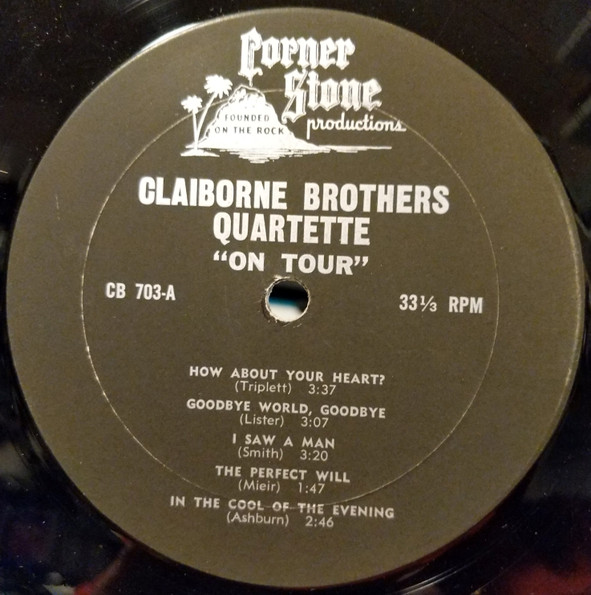 Corner
Stone
FOUNDED
ON THE ROCK
productions
CLAIBORNE BROTHERS
QUARTETTE
"ON TOUR"
CB 703-A
33⅓ RPM
HOW ABOUT YOUR HEART?
(Triplett) 3:37
GOODBYE WORLD, GOODBYE
(Lister) 3:07
I SAW A MAN
(Smith) 3:20
THE PERFECT WILL
(Mieir) 1:47
IN THE COOL OF THE EVENING
(Ashburn) 2:46